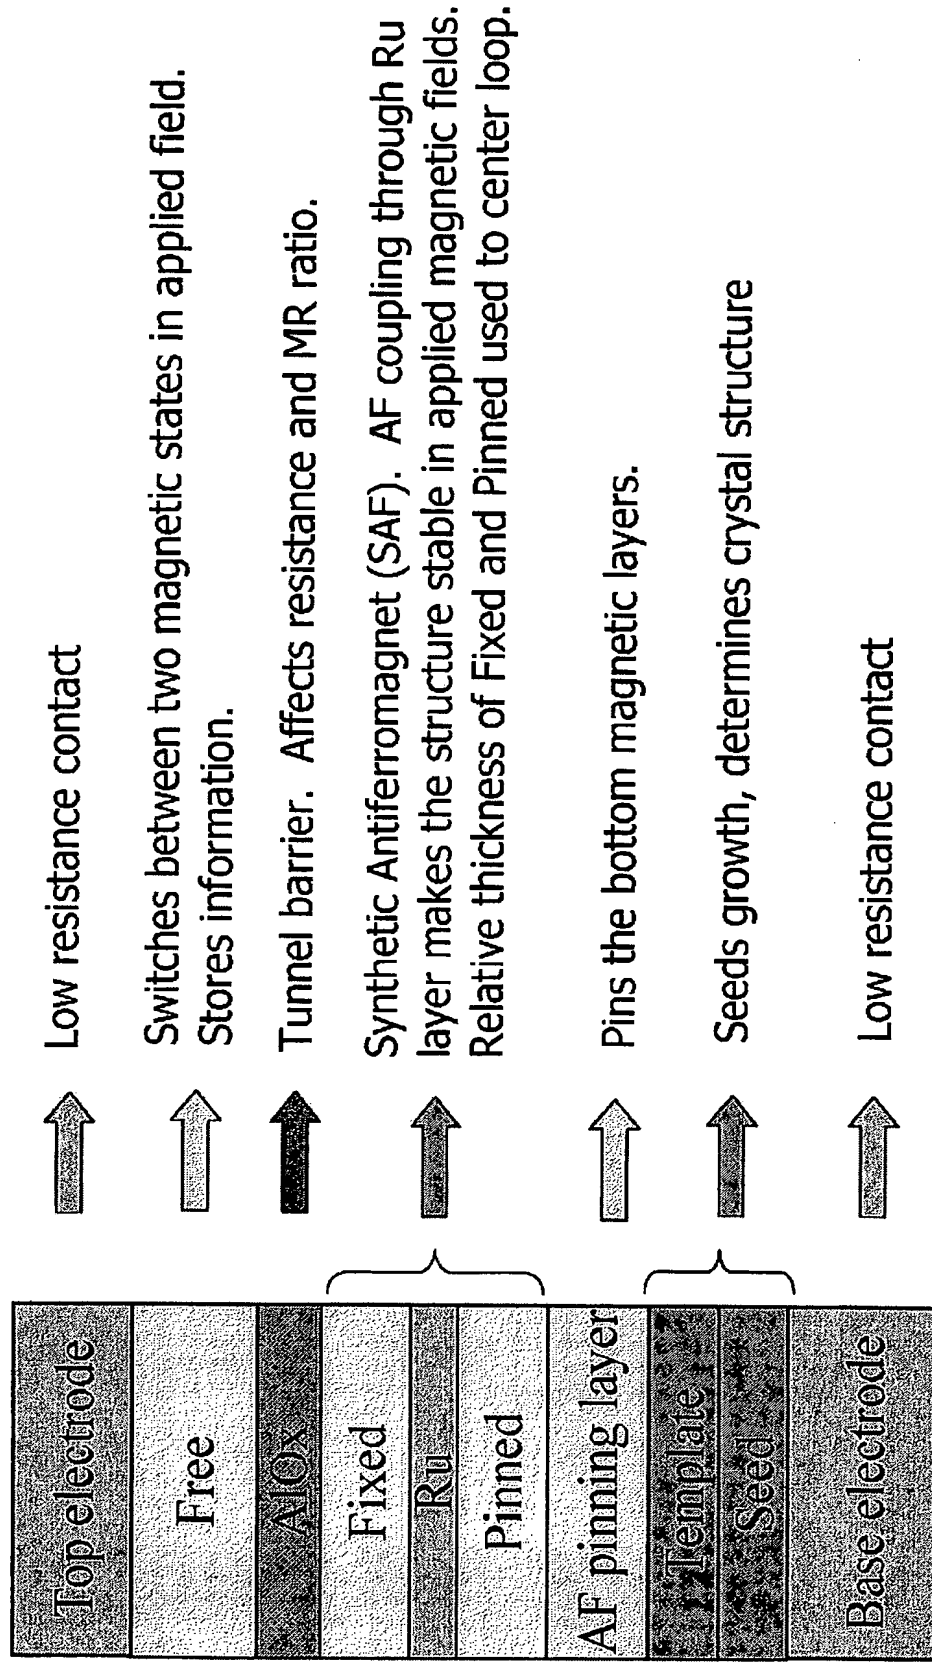 Top electrode
Low resistance contact
Free
Switches between two magnetic states in applied field.
Stores information.
AlOx
Tunnel barrier. Affects resistance and MR ratio.
Fixed
Ru
Pinned
Synthetic Antiferromagnet (SAF). AF coupling through Ru
layer makes the structure stable in applied magnetic fields.
Relative thickness of Fixed and Pinned used to center loop.
AF pinning layer
Pins the bottom magnetic layers.
Template
Seed
Seeds growth, determines crystal structure
Base electrode
Low resistance contact